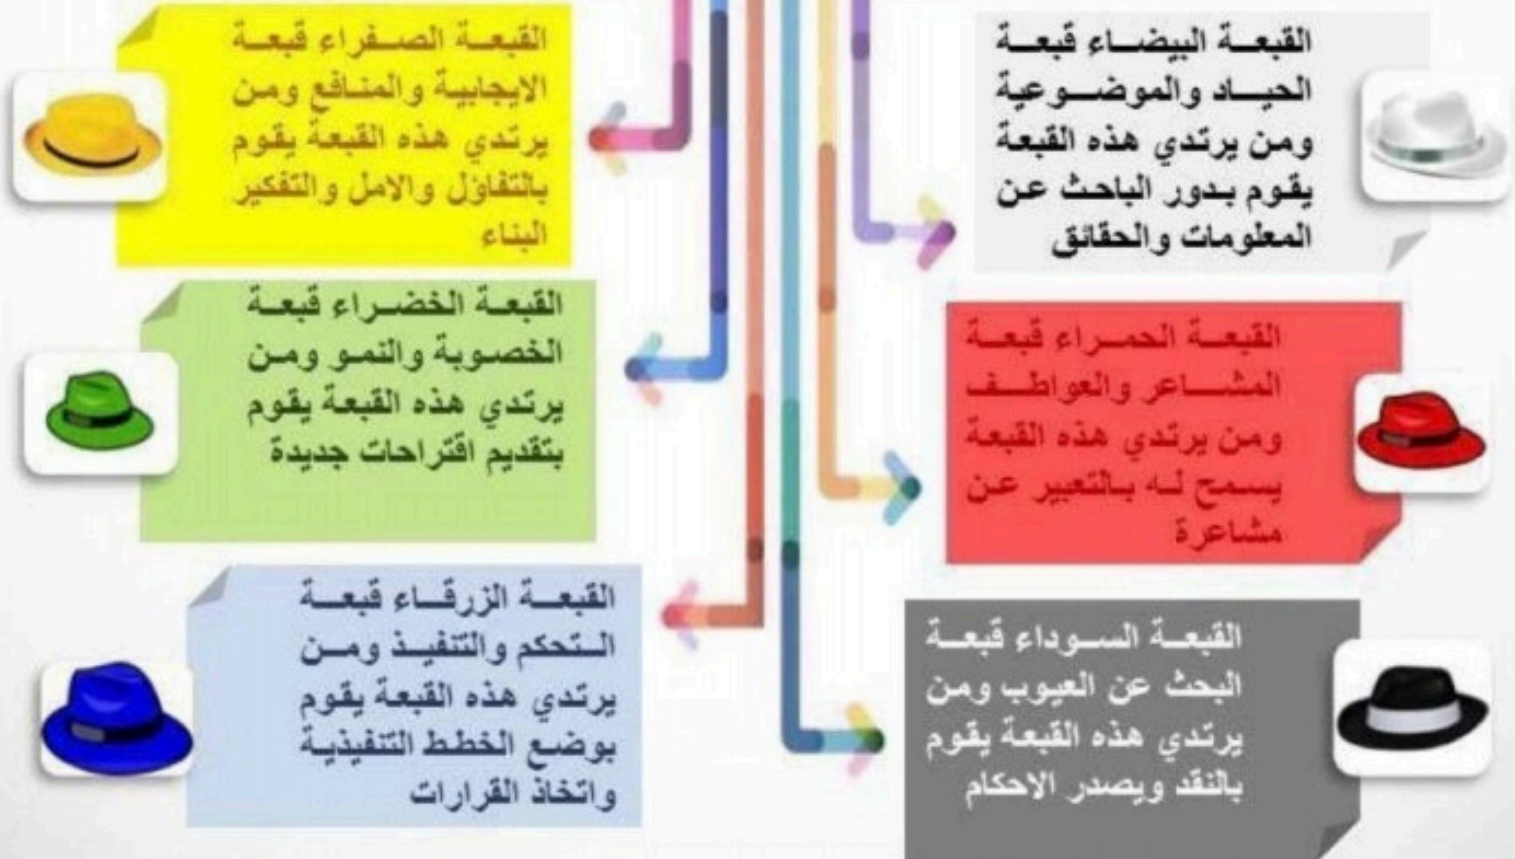 القبعة البيضاء قبعة
الحياد والموضوعية
ومن يرتدي هذه القبعة
يقوم بدور الباحث عن
المعلومات والحقائق
القبعة الصفراء قبعة
الايجابية والمنافع ومن
يرتدي هذه القبعة يقوم
بالتفاؤل والامل والتفكير
البناء
القبعة الحمراء قبعة
المشاعر والعواطف
ومن يرتدي هذه القبعة
يسمح له بالتعبير عن
مشاعرة
القبعة الخضراء قبعة
الخصوبة والنمو ومن
يرتدي هذه القبعة يقوم
بتقديم اقتراحات جديدة
القبعة السوداء قبعة
البحث عن العيوب ومن
يرتدي هذه القبعة يقوم
بالنقد ويصدر الاحكام
القبعة الزرقاء قبعة
التحكم والتنفيذ ومن
يرتدي هذه القبعة يقوم
بوضع الخطط التنفيذية
واتخاذ القرارات